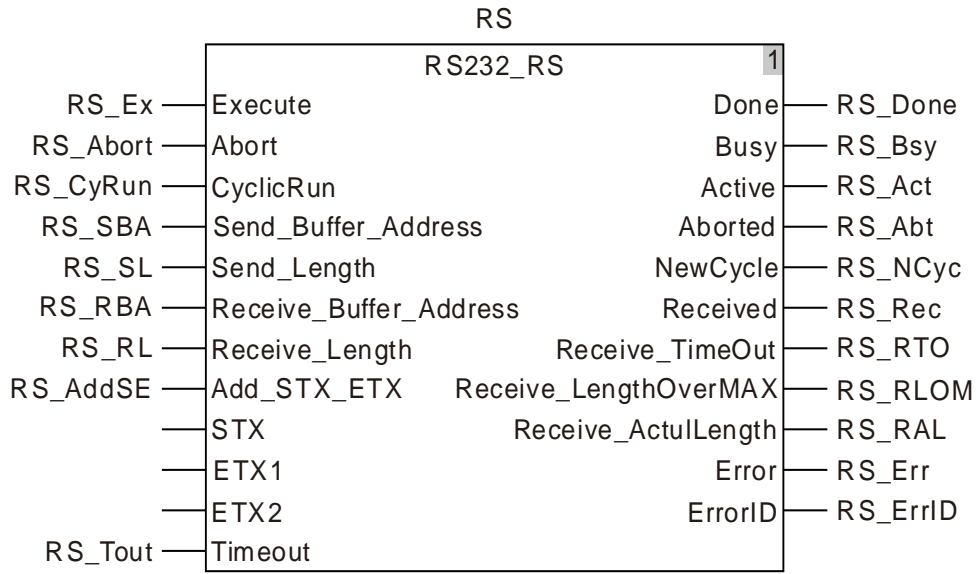 RS
RS232_RS 1
RS_Ex Execute Done RS_Done
RS_Abort Abort Busy RS_Bsy
RS_CyRun CyclicRun Active RS_Act
RS_SBA Send_Buffer_Address Aborted RS_Abt
RS_SL Send_Length NewCycle RS_NCyc
RS_RBA Receive_Buffer_Address Received RS_Rec
RS_RL Receive_Length Receive_TimeOut RS_RTO
RS_AddSE Add_STX_ETX Receive_LengthOverMAX RS_RLOM
STX Receive_ActulLength RS_RAL
ETX1 Error RS_Err
ETX2 ErrorID RS_ErrID
RS_Tout Timeout